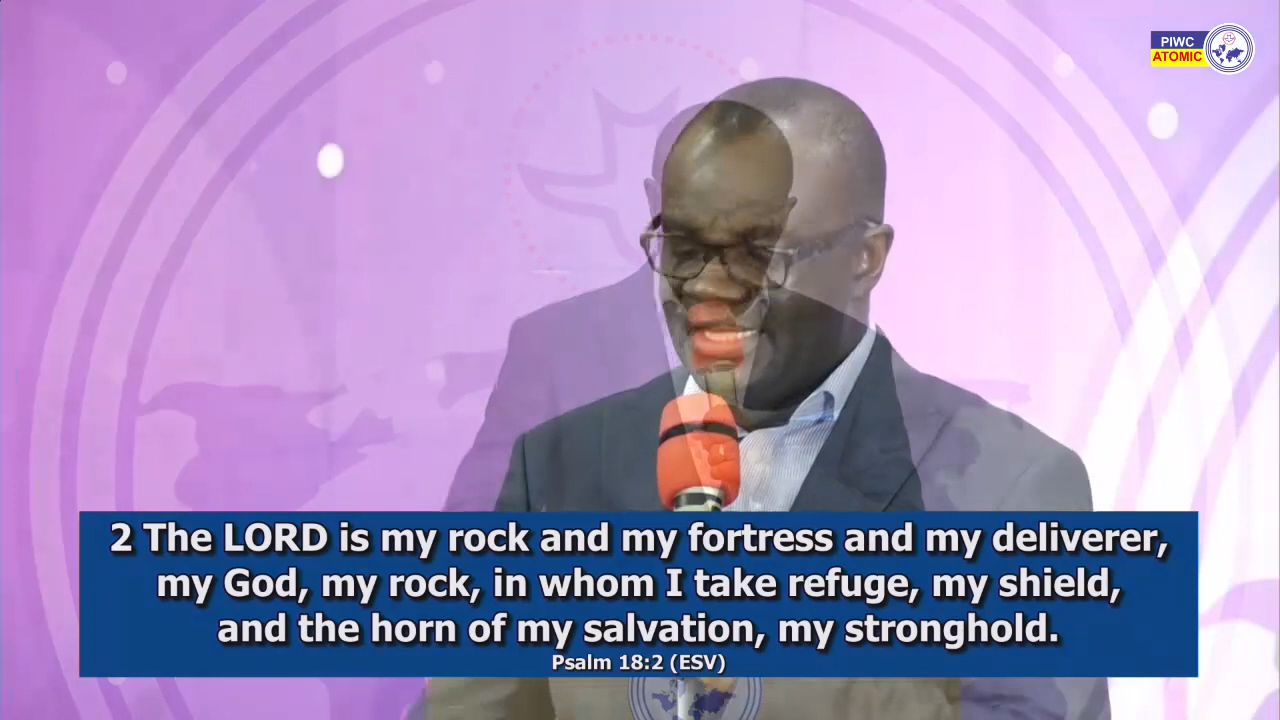 PIWC
ATOMIC
2 The LORD is my rock and my fortress and my deliverer,
my God, my rock, in whom I take refuge, my shield,
and the horn of my salvation, my stronghold.
Psalm 18:2 (ESV)